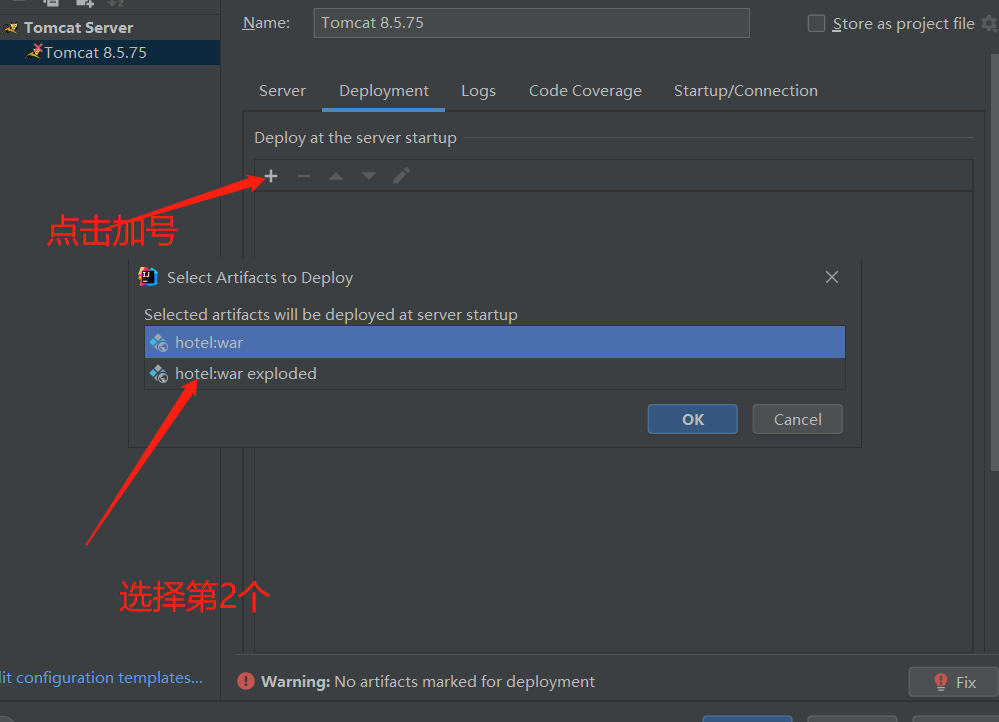 Tomcat Server
Tomcat 8.5.75
Name: Tomcat 8.5.75 Store as project file
Server Deployment Logs Code Coverage Startup/Connection
Deploy at the server startup
点击加号
Select Artifacts to Deploy
Selected artifacts will be deployed at server startup
hotel:war
hotel:war exploded
OK Cancel
选择第2个
configuration templates...
Warning: No artifacts marked for deployment
Fix